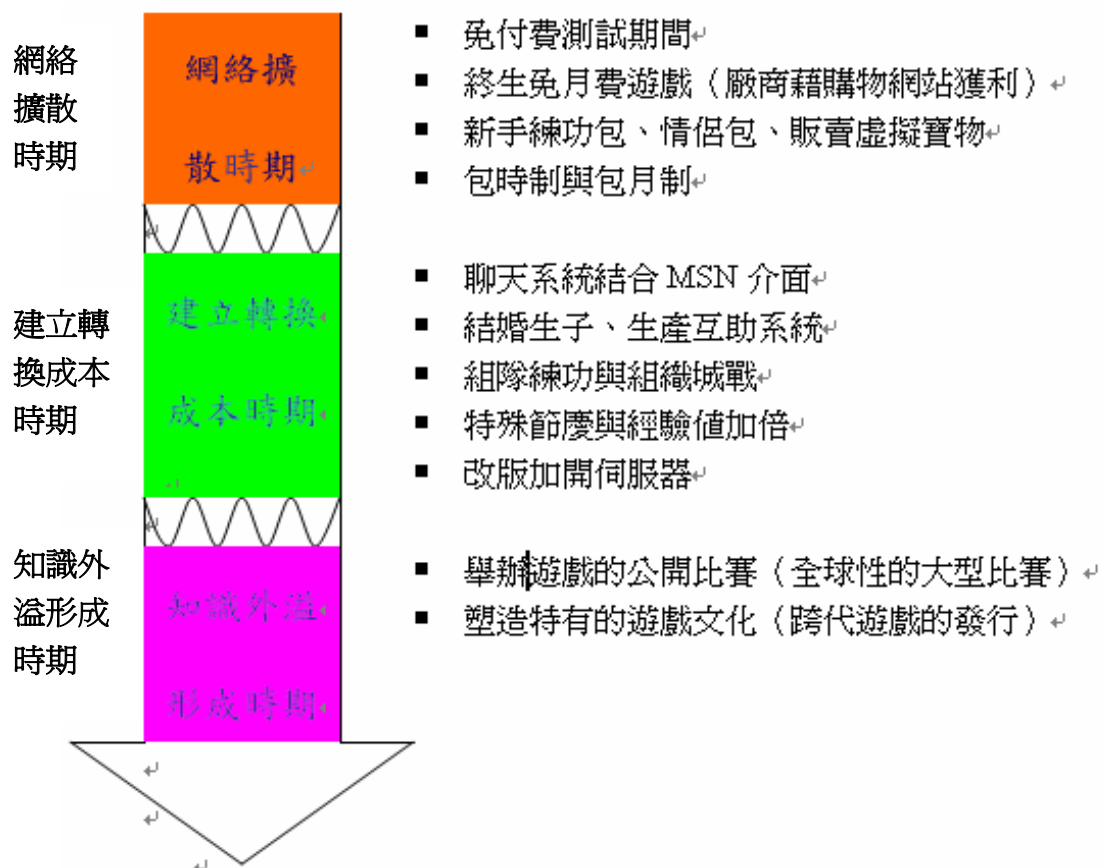 網絡
擴散
時期
網絡擴
散時期
■ 免付費測試期間
■ 終生免月費遊戲（廠商藉購物網站獲利）
■ 新手練功包、情侶包、販賣虛擬寶物
■ 包時制與包月制
建立轉
換成本
時期
建立轉換
成本時期
■ 聊天系統結合 MSN 介面
■ 結婚生子、生產互助系統
■ 組隊練功與組織城戰
■ 特殊節慶與經驗值加倍
■ 改版加開伺服器
知識外
溢形成
時期
知識外溢
形成時期
■ 舉辦遊戲的公開比賽（全球性的大型比賽）
■ 塑造特有的遊戲文化（跨代遊戲的發行）